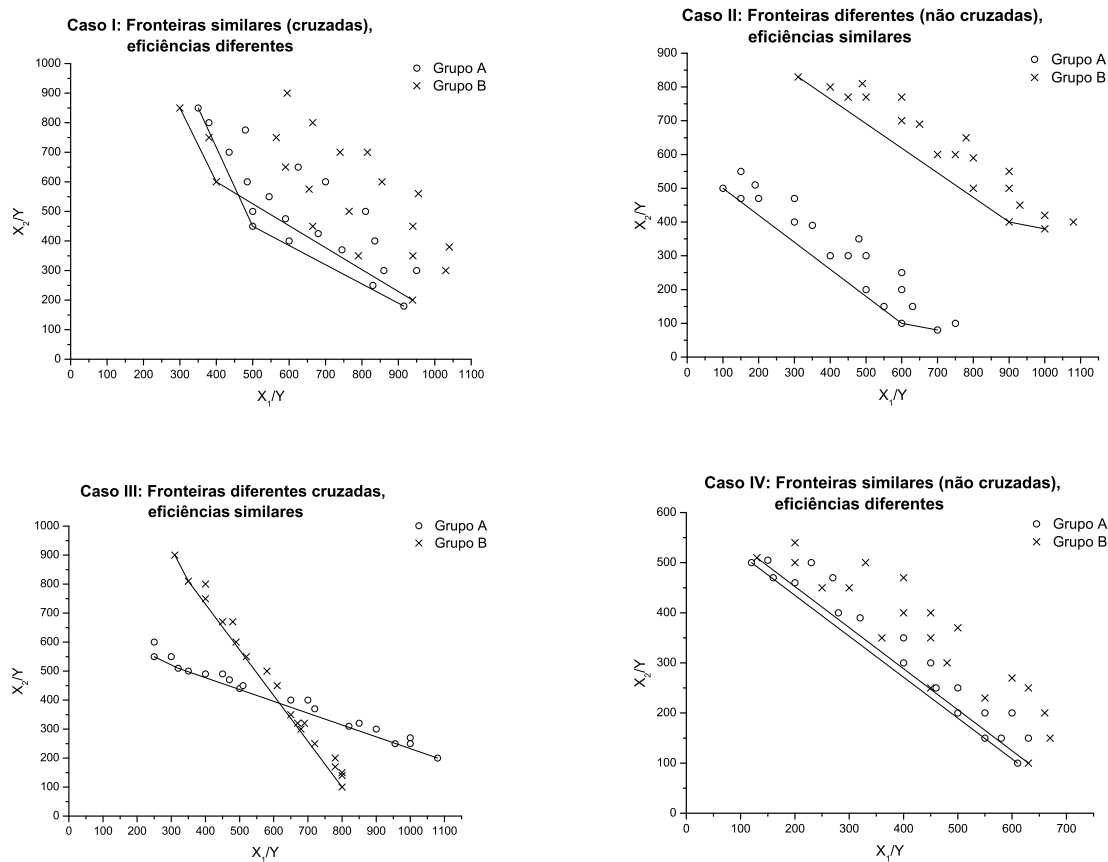 Caso I: Fronteiras similares (cruzadas),
eficiências diferentes
Grupo A
Grupo B
1000
900
800
700
600
500
400
300
200
100
0
X2/Y
0 100 200 300 400 500 600 700 800 900 1000 1100
X1/Y
Caso II: Fronteiras diferentes (não cruzadas),
eficiências similares
Grupo A
Grupo B
900
800
700
600
500
400
300
200
100
0
X2/Y
0 100 200 300 400 500 600 700 800 900 1000 1100
X1/Y
Caso III: Fronteiras diferentes cruzadas,
eficiências similares
Grupo A
Grupo B
1000
900
800
700
600
500
400
300
200
100
0
X2/Y
0 100 200 300 400 500 600 700 800 900 1000 1100
X1/Y
Caso IV: Fronteiras similares (não cruzadas),
eficiências diferentes
Grupo A
Grupo B
600
500
400
300
200
100
0
X2/Y
0 100 200 300 400 500 600 700
X1/Y